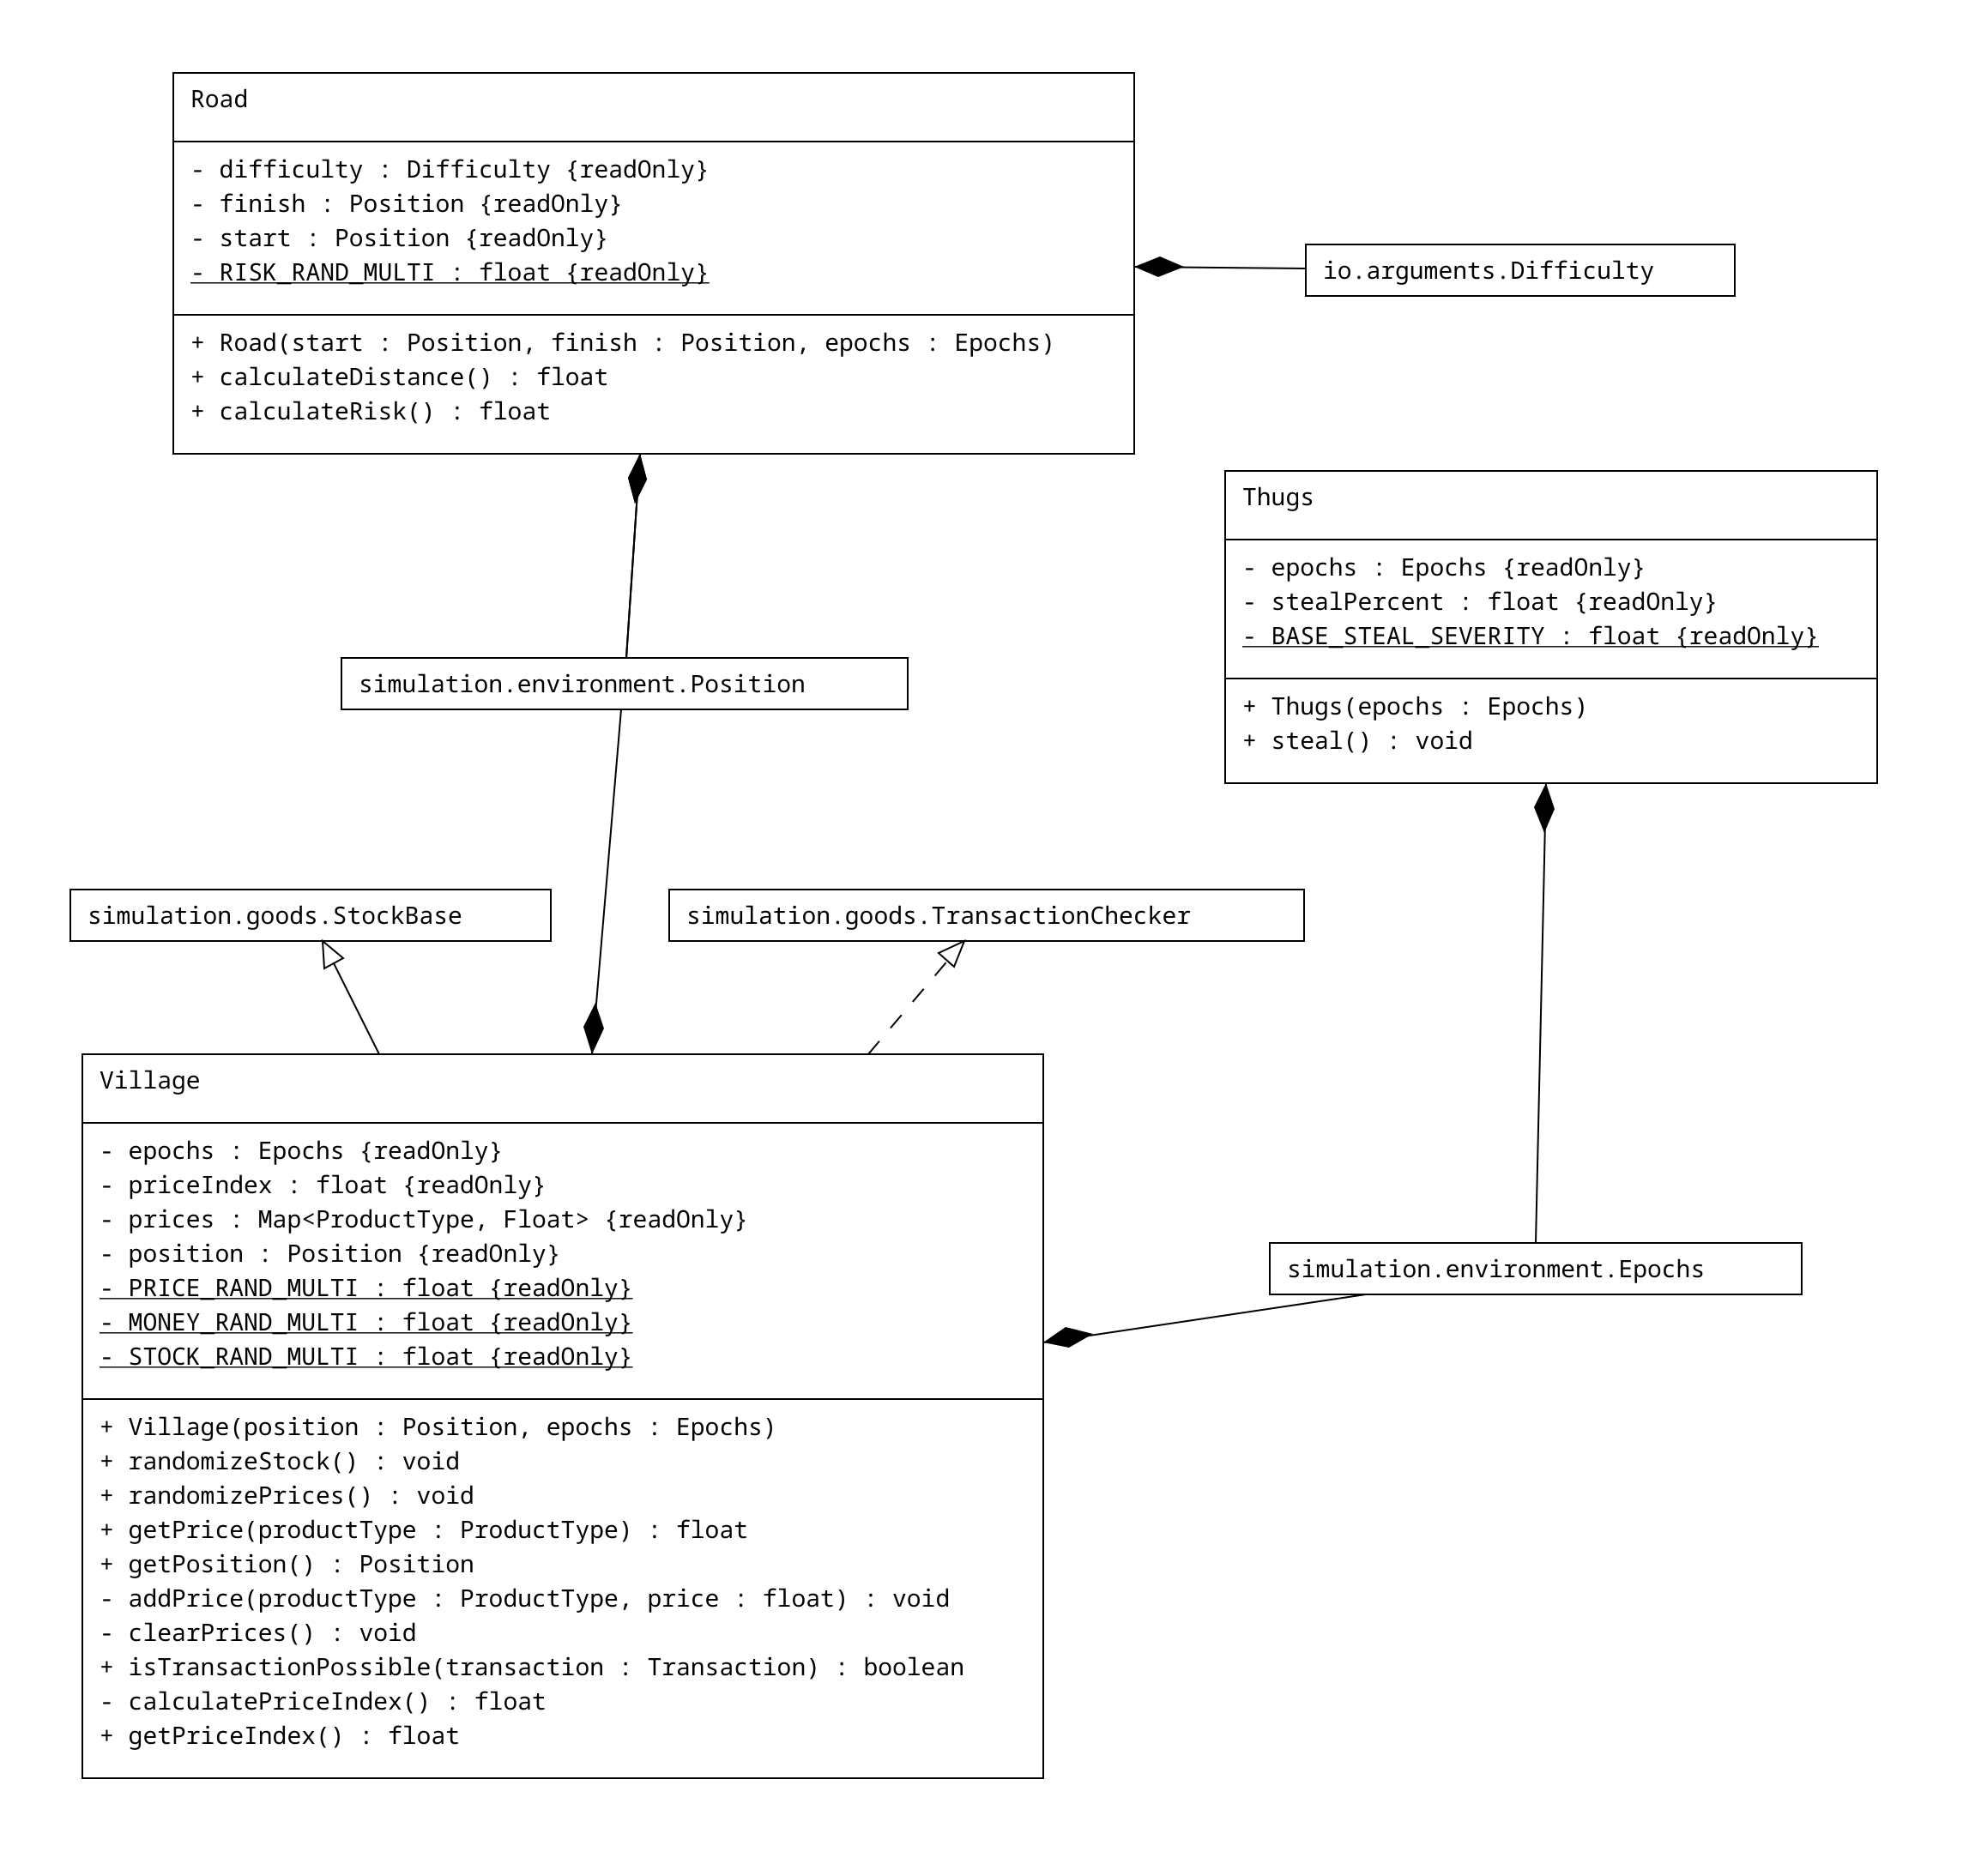 Road
- difficulty : Difficulty {readOnly}
- finish : Position {readOnly}
- start : Position {readOnly}
- RISK_RAND_MULTI : float {readOnly}
+ Road(start : Position, finish : Position, epochs : Epochs)
+ calculateDistance() : float
+ calculateRisk() : float
io.arguments.Difficulty
Thugs
- epochs : Epochs {readOnly}
- stealPercent : float {readOnly}
- BASE_STEAL_SEVERITY : float {readOnly}
+ Thugs(epochs : Epochs)
+ steal() : void
simulation.environment.Position
simulation.goods.StockBase
simulation.goods.TransactionChecker
Village
- epochs : Epochs {readOnly}
- priceIndex : float {readOnly}
- prices : Map<ProductType, Float> {readOnly}
- position : Position {readOnly}
- PRICE_RAND_MULTI : float {readOnly}
- MONEY_RAND_MULTI : float {readOnly}
- STOCK_RAND_MULTI : float {readOnly}
+ Village(position : Position, epochs : Epochs)
+ randomizeStock() : void
+ randomizePrices() : void
+ getPrice(productType : ProductType) : float
+ getPosition() : Position
- addPrice(productType : ProductType, price : float) : void
- clearPrices() : void
+ isTransactionPossible(transaction : Transaction) : boolean
- calculatePriceIndex() : float
+ getPriceIndex() : float
simulation.environment.Epochs